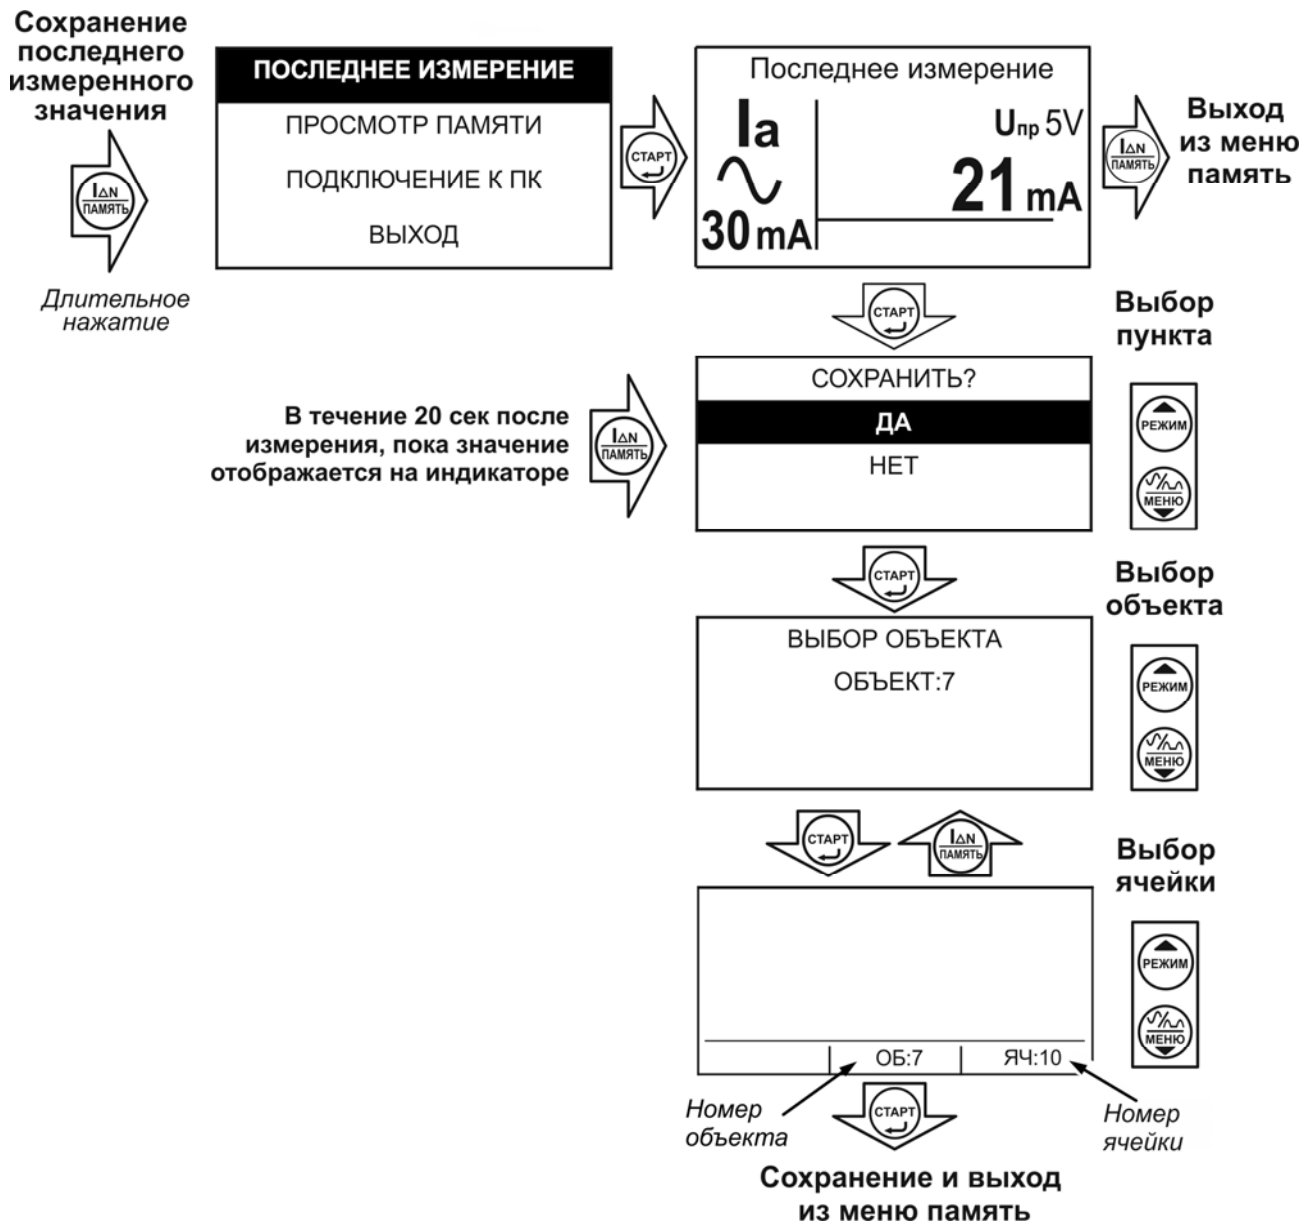 Сохранение
последнего
измеренного
значения
IΔN
ПАМЯТЬ
Длительное
нажатие
ПОСЛЕДНЕЕ ИЗМЕРЕНИЕ
ПРОСМОТР ПАМЯТИ
ПОДКЛЮЧЕНИЕ К ПК
ВЫХОД
СТАРТ
Последнее измерение
Ia
30 mA
Uпр 5V
21 mA
IΔN
ПАМЯТЬ
Выход
из меню
память
СТАРТ
В течение 20 сек после
измерения, пока значение
отображается на индикаторе
IΔN
ПАМЯТЬ
СОХРАНИТЬ?
ДА
НЕТ
Выбор
пункта
РЕЖИМ
МЕНЮ
СТАРТ
ВЫБОР ОБЪЕКТА
ОБЪЕКТ:7
Выбор
объекта
РЕЖИМ
МЕНЮ
СТАРТ
IΔN
ПАМЯТЬ
Выбор
ячейки
РЕЖИМ
МЕНЮ
ОБ:7
ЯЧ:10
Номер
объекта
СТАРТ
Номер
ячейки
Сохранение и выход
из меню память